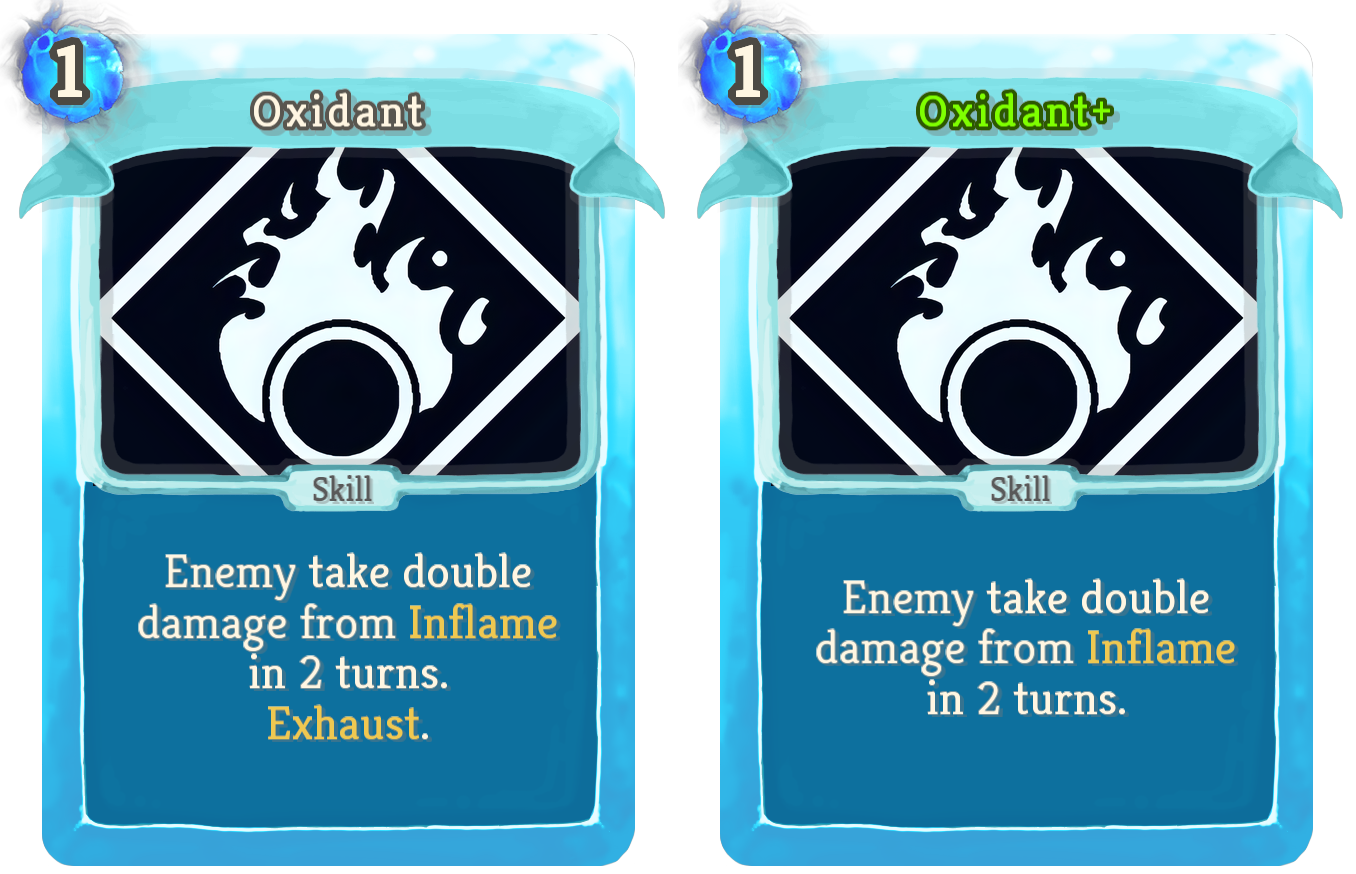 1
Oxidant
Skill
Enemy take double
damage from Inflame
in 2 turns.
Exhaust.
1
Oxidant+
Skill
Enemy take double
damage from Inflame
in 2 turns.